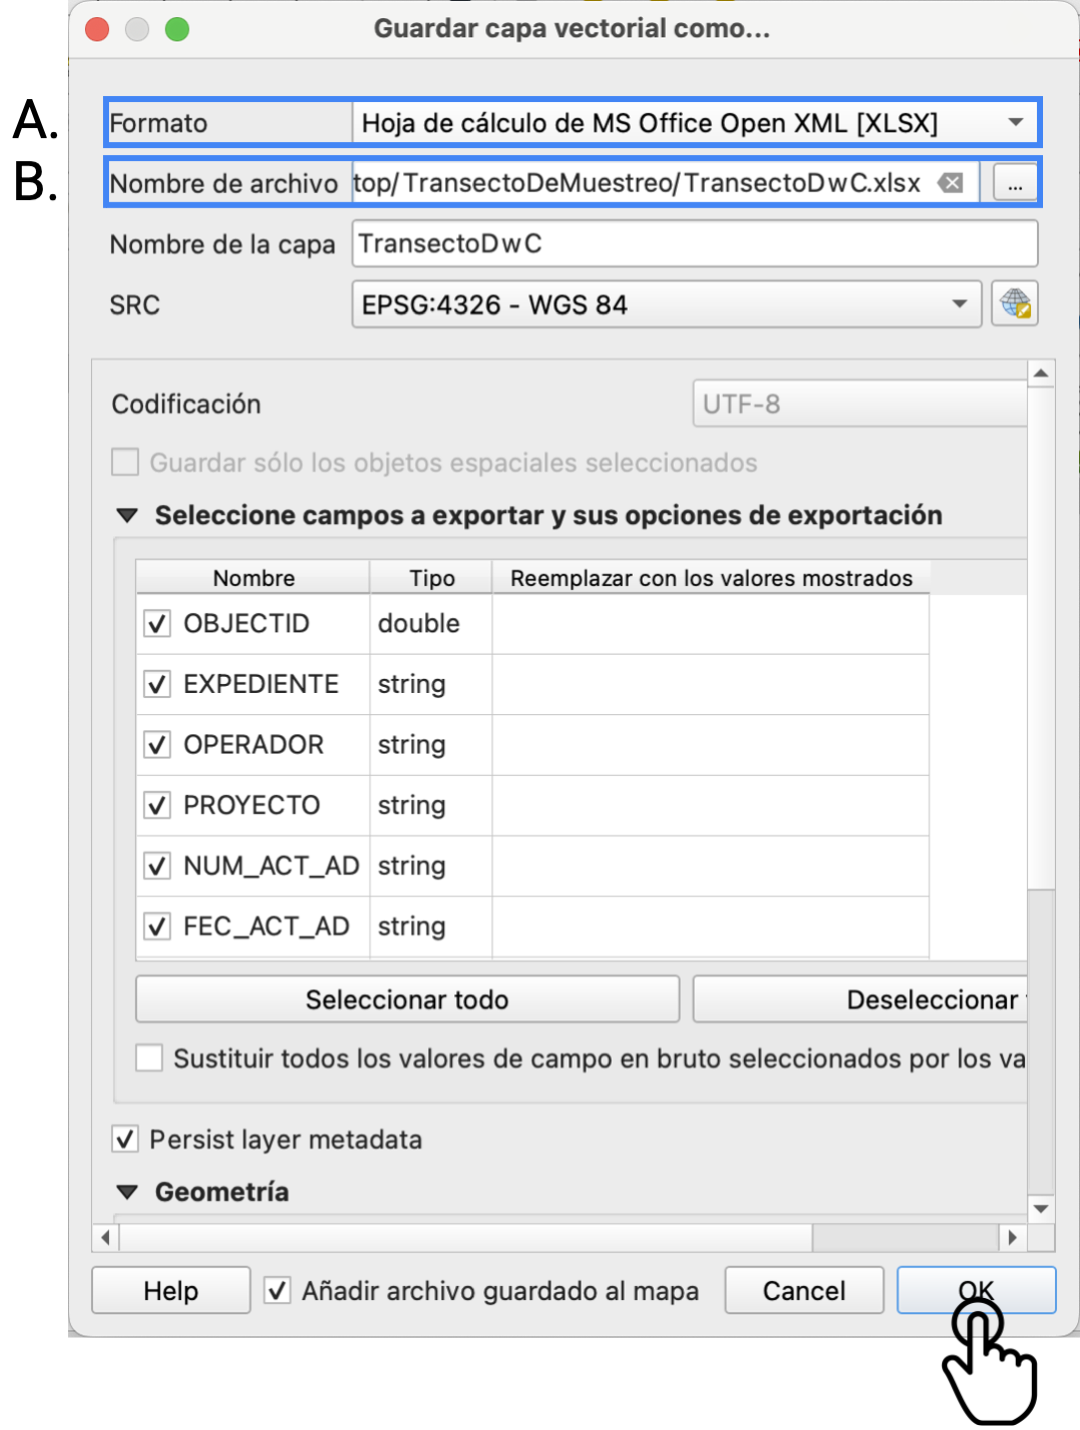 Guardar capa vectorial como...
A. Formato Hoja de cálculo de MS Office Open XML [XLSX]
B. Nombre de archivo top/TransectoDeMuestreo/TransectoDwC.xlsx ...
Nombre de la capa TransectoDwC
SRC EPSG:4326 - WGS 84
Codificación UTF-8
Guardar sólo los objetos espaciales seleccionados
Seleccione campos a exportar y sus opciones de exportación
Nombre Tipo Reemplazar con los valores mostrados
OBJECTID double
EXPEDIENTE string
OPERADOR string
PROYECTO string
NUM_ACT_AD string
FEC_ACT_AD string
Seleccionar todo Deseleccionar
Sustituir todos los valores de campo en bruto seleccionados por los va
Persist layer metadata
Geometría
Help Añadir archivo guardado al mapa Cancel OK